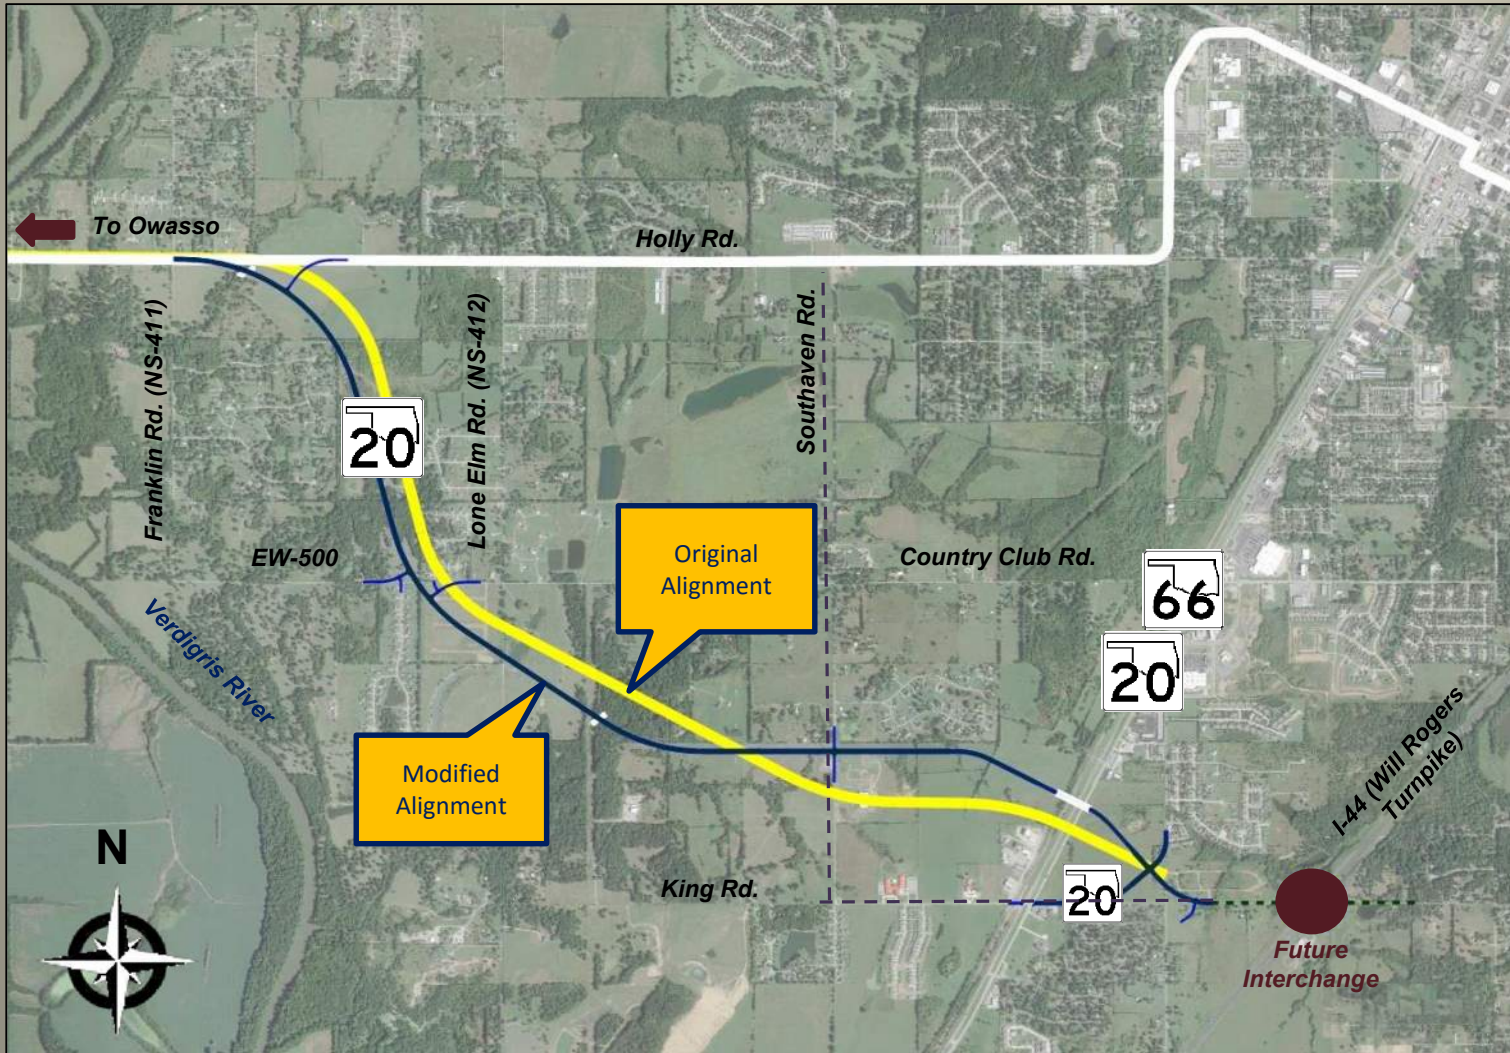 To Owasso
Holly Rd.
Franklin Rd. (NS-411)
Lone Elm Rd. (NS-412)
Southaven Rd.
20
EW-500
Original
Alignment
Country Club Rd.
66
20
Verdigris River
Modified
Alignment
I-44 (Will Rogers
Turnpike)
N
King Rd.
20
Future
Interchange